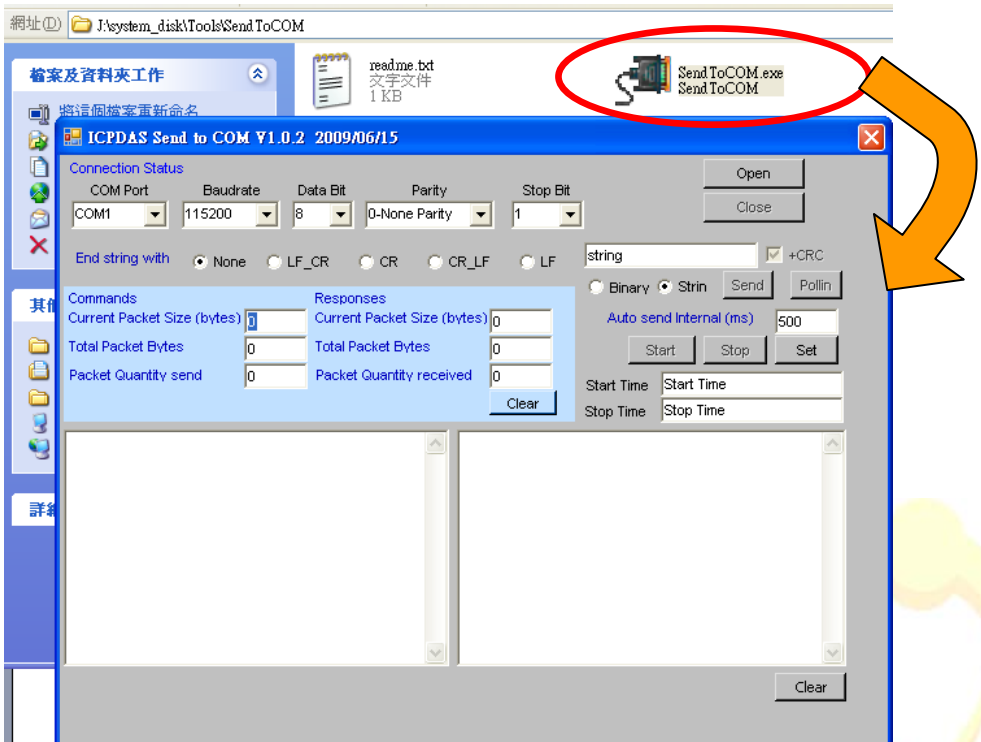 網址(D) J:\system_disk\Tools\SendToCOM
檔案及資料夾工作
將這個檔案重新命名
readme.txt
文字文件
1 KB
SendToCOM.exe
SendToCOM
ICPDAS Send to COM V1.0.2 2009/06/15
Connection Status
COM Port Baudrate Data Bit Parity Stop Bit
COM1 115200 8 0-None Parity 1
Open
Close
End string with None LF_CR CR CR_LF LF
string +CRC
Binary Strin Send Pollin
Commands
Current Packet Size (bytes) 0
Total Packet Bytes 0
Packet Quantity send 0
Responses
Current Packet Size (bytes) 0
Total Packet Bytes 0
Packet Quantity received 0
Clear
Auto send Internal (ms) 500
Start Stop Set
Start Time Start Time
Stop Time Stop Time
Clear
其他
詳細